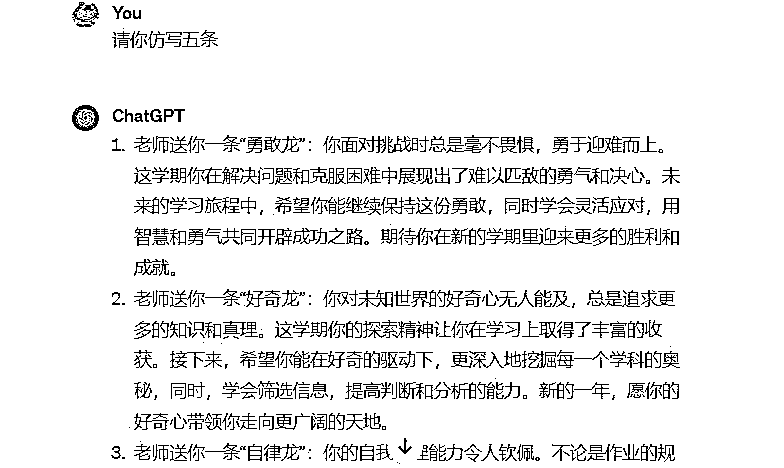 You
请你仿写五条
ChatGPT
1. 老师送你一条“勇敢龙”：你面对挑战时总是毫不畏惧，勇于迎难而上。
这学期你在解决问题和克服困难中展现出了难以匹敌的勇气和决心。未
来的学习旅程中，希望你能继续保持这份勇敢，同时学会灵活应对，用
智慧和勇气共同开辟成功之路。期待你在新的学期里迎来更多的胜利和
成就。
2. 老师送你一条“好奇龙”：你对未知世界的好奇心无人能及，总是追求更
多的知识和真理。这学期你的探索精神让你在学习上取得了丰富的收
获。接下来，希望你能在好奇的驱动下，更深入地挖掘每一个学科的奥
秘，同时，学会筛选信息，提高判断和分析的能力。新的一年，愿你的
好奇心带领你走向更广阔的天地。
3. 老师送你一条“自律龙”：你的自我 能力令人钦佩。不论是作业的规